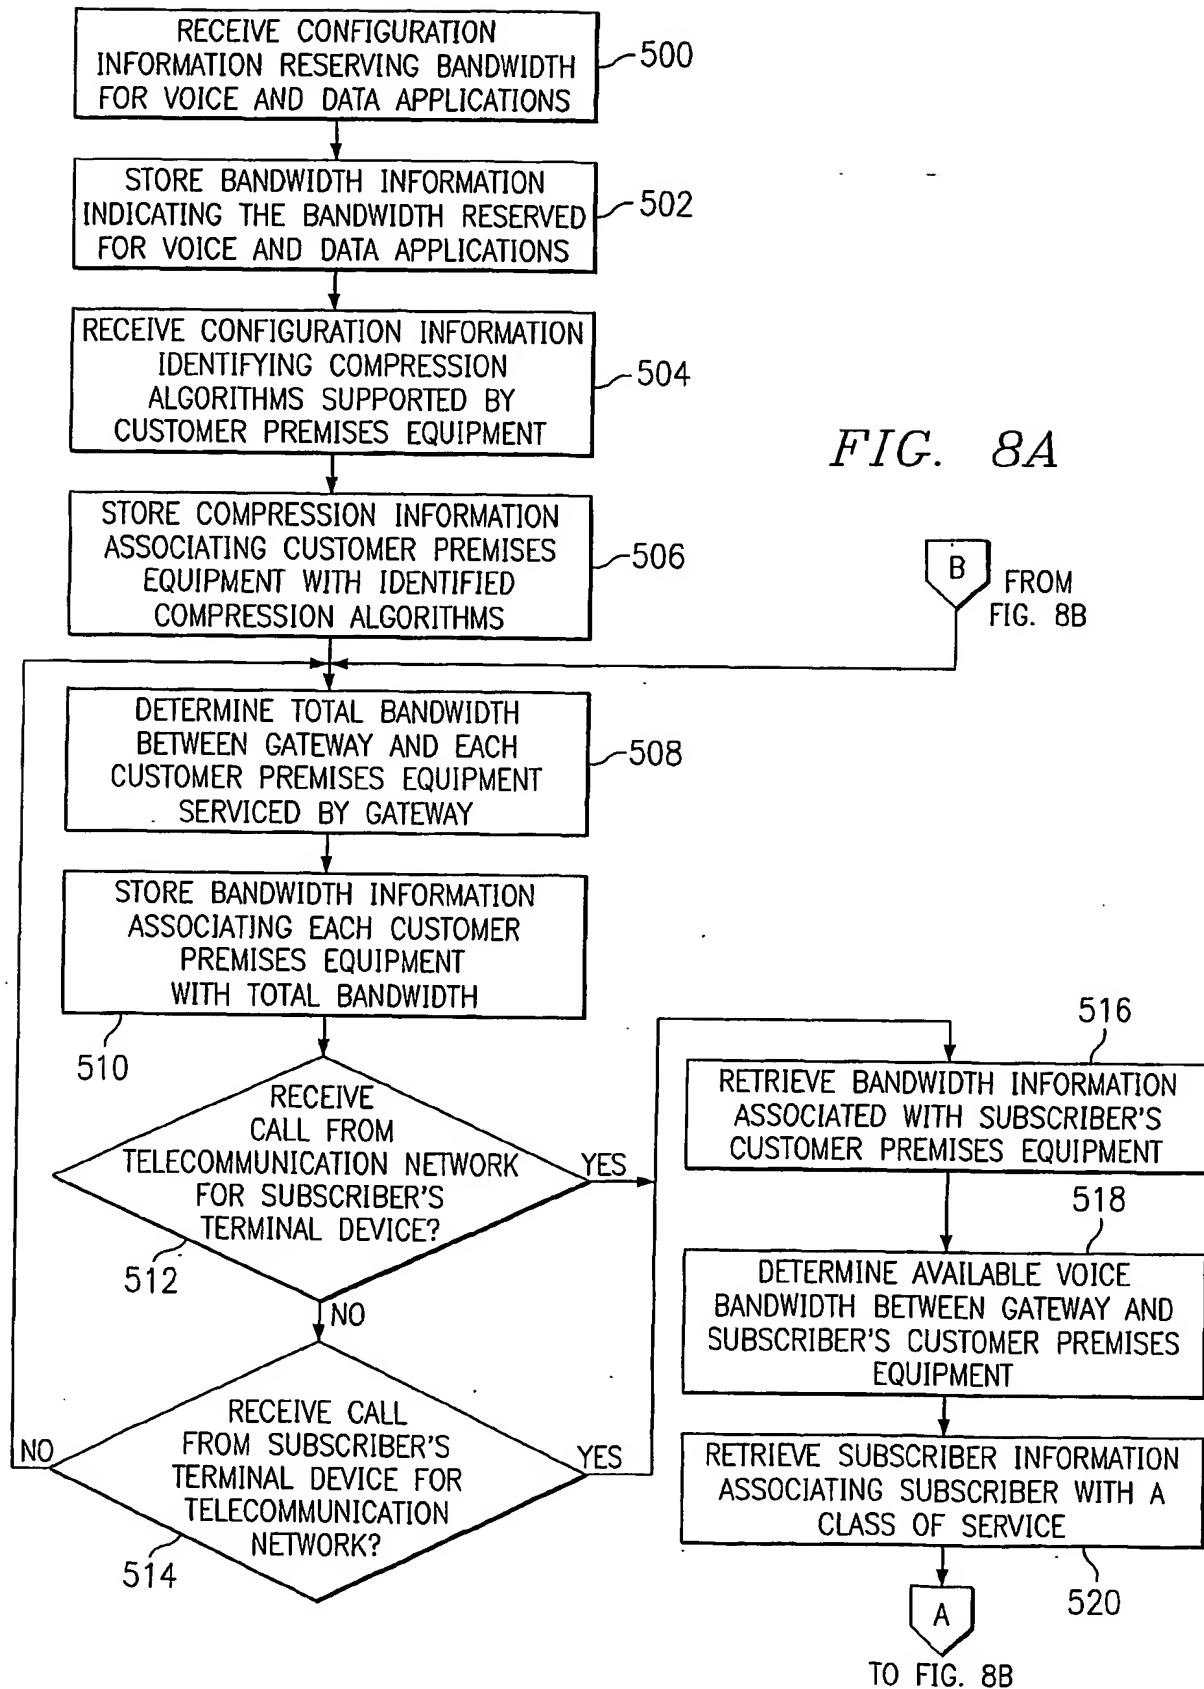 RECEIVE CONFIGURATION
INFORMATION RESERVING BANDWIDTH
FOR VOICE AND DATA APPLICATIONS
500
STORE BANDWIDTH INFORMATION
INDICATING THE BANDWIDTH RESERVED
FOR VOICE AND DATA APPLICATIONS
502
RECEIVE CONFIGURATION INFORMATION
IDENTIFYING COMPRESSION
ALGORITHMS SUPPORTED BY
CUSTOMER PREMISES EQUIPMENT
504
FIG. 8A
STORE COMPRESSION INFORMATION
ASSOCIATING CUSTOMER PREMISES
EQUIPMENT WITH IDENTIFIED
COMPRESSION ALGORITHMS
506
B
FROM
FIG. 8B
DETERMINE TOTAL BANDWIDTH
BETWEEN GATEWAY AND EACH
CUSTOMER PREMISES EQUIPMENT
SERVICED BY GATEWAY
508
STORE BANDWIDTH INFORMATION
ASSOCIATING EACH CUSTOMER
PREMISES EQUIPMENT
WITH TOTAL BANDWIDTH
510
RECEIVE
CALL FROM
TELECOMMUNICATION NETWORK
FOR SUBSCRIBER'S
TERMINAL DEVICE?
YES
512
NO
RECEIVE CALL
FROM SUBSCRIBER'S
TERMINAL DEVICE FOR
TELECOMMUNICATION
NETWORK?
NO
YES
514
516
RETRIEVE BANDWIDTH INFORMATION
ASSOCIATED WITH SUBSCRIBER'S
CUSTOMER PREMISES EQUIPMENT
518
DETERMINE AVAILABLE VOICE
BANDWIDTH BETWEEN GATEWAY AND
SUBSCRIBER'S CUSTOMER PREMISES
EQUIPMENT
RETRIEVE SUBSCRIBER INFORMATION
ASSOCIATING SUBSCRIBER WITH A
CLASS OF SERVICE
520
A
TO FIG. 8B